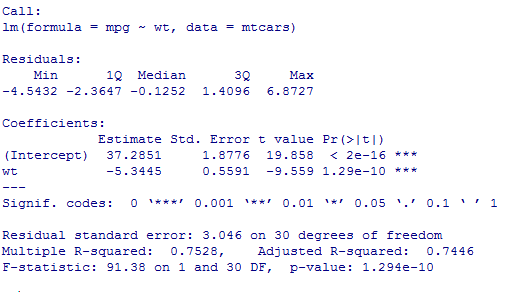 Call:
lm(formula = mpg ~ wt, data = mtcars)
Residuals:
    Min      1Q  Median      3Q     Max
-4.5432 -2.3647 -0.1252  1.4096  6.8727
Coefficients:
            Estimate Std. Error t value Pr(>|t|)
(Intercept)  37.2851     1.8776  19.858  < 2e-16 ***
wt           -5.3445     0.5591  -9.559 1.29e-10 ***
---
Signif. codes:  0 ‘***’ 0.001 ‘**’ 0.01 ‘*’ 0.05 ‘.’ 0.1 ‘ ’ 1
Residual standard error: 3.046 on 30 degrees of freedom
Multiple R-squared:  0.7528,    Adjusted R-squared:  0.7446
F-statistic: 91.38 on 1 and 30 DF,  p-value: 1.294e-10